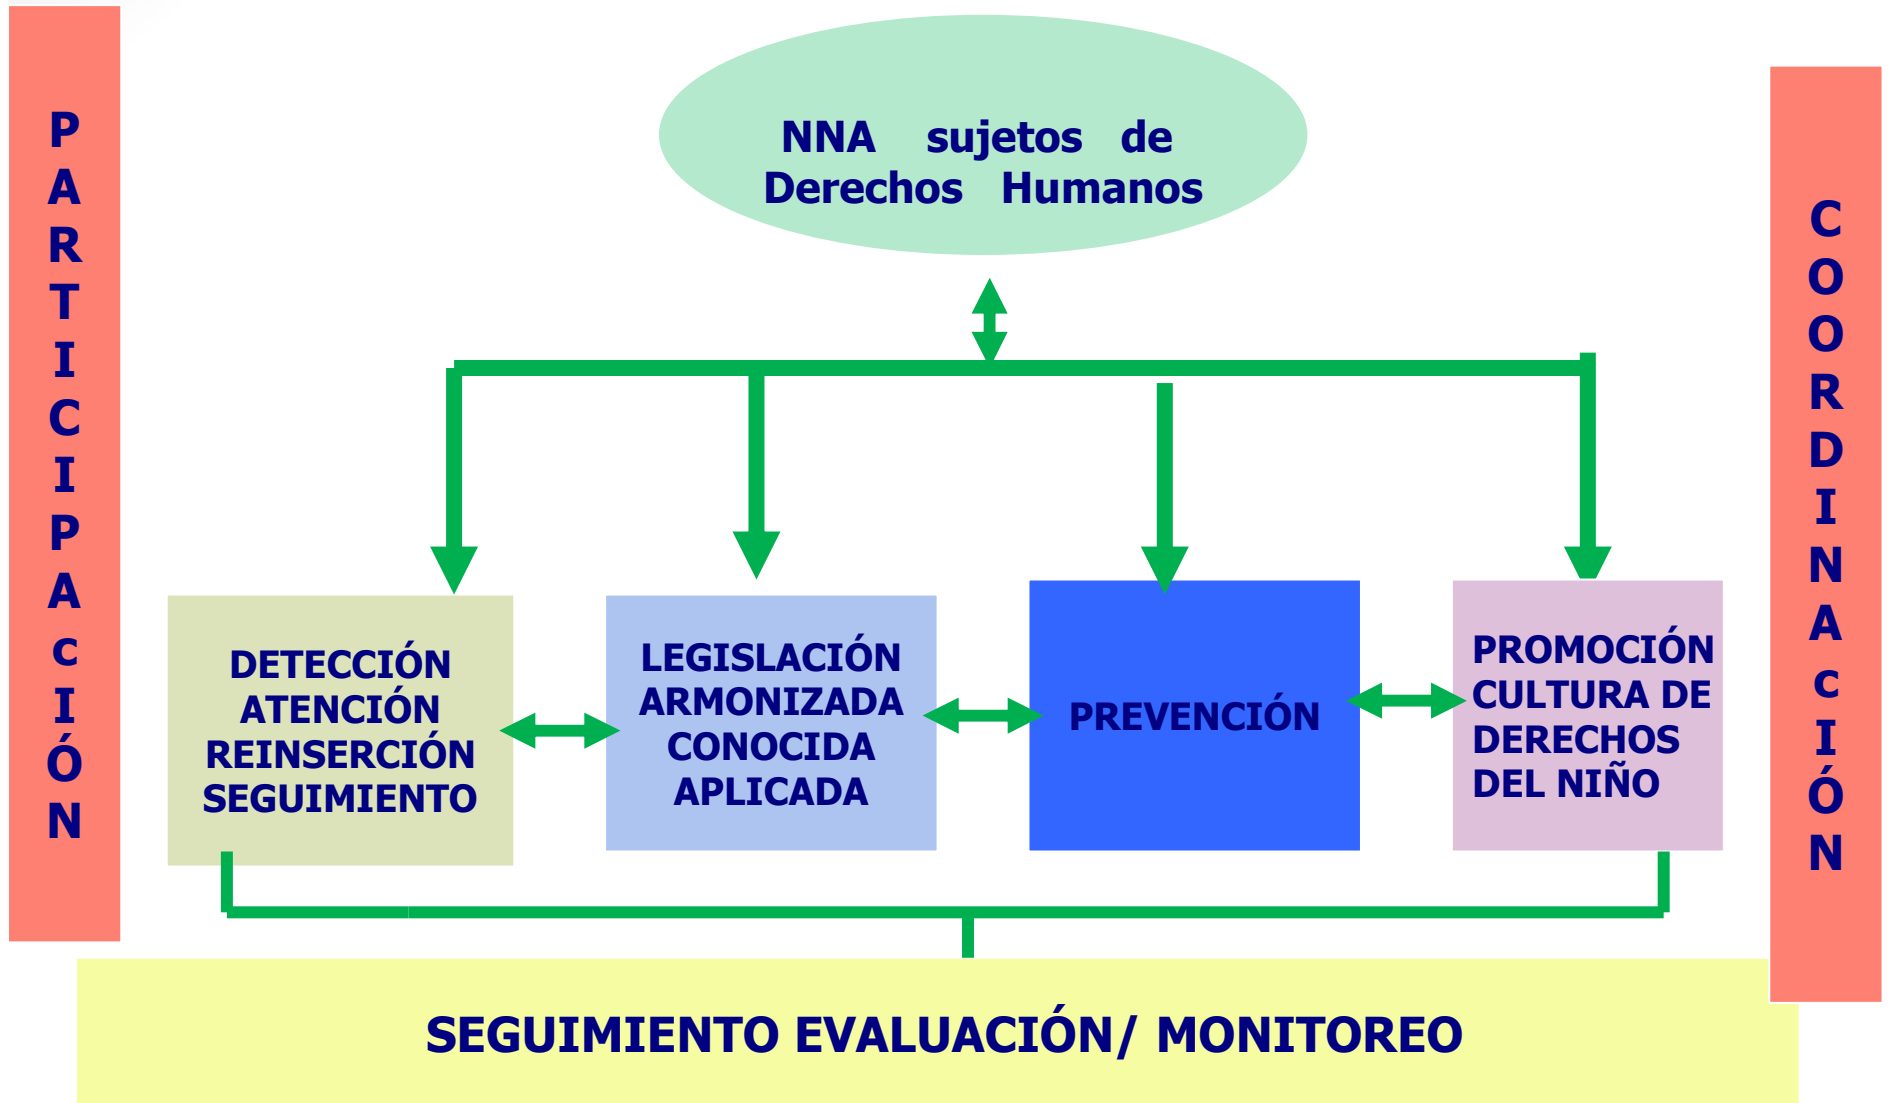 PARTICIPAcIÓN
NNA sujetos de
Derechos Humanos
COORDINAcIÓN
DETECCIÓN
ATENCIÓN
REINSERCIÓN
SEGUIMIENTO
LEGISLACIÓN
ARMONIZADA
CONOCIDA
APLICADA
PREVENCIÓN
PROMOCIÓN
CULTURA DE
DERECHOS
DEL NIÑO
SEGUIMIENTO EVALUACIÓN/ MONITOREO